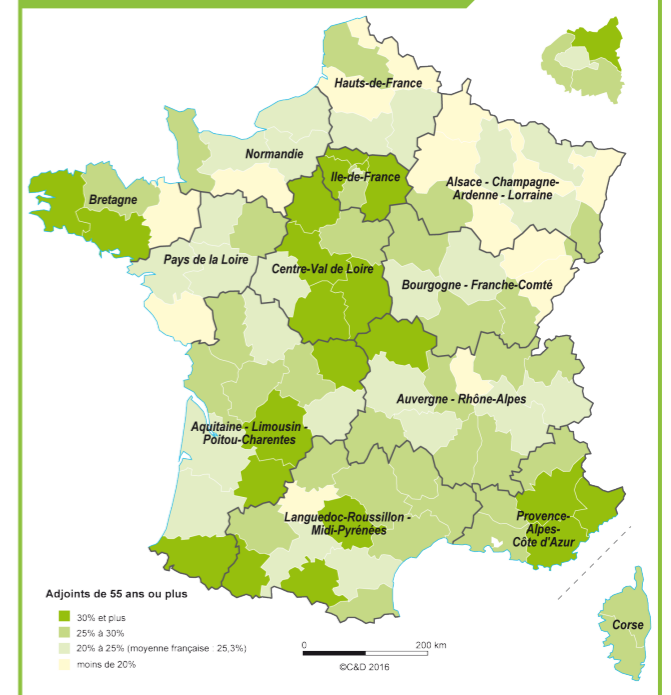 Hauts-de-France
Normandie
Ile-de-France
Alsace - Champagne-
Ardenne - Lorraine
Bretagne
Pays de la Loire
Centre-Val de Loire
Bourgogne - Franche-Comté
Auvergne - Rhône-Alpes
Aquitaine - Limousin -
Poitou-Charentes
Languedoc-Roussillon -
Midi-Pyrénées
Provence-
Alpes-
Côte d'Azur
Corse
Adjoints de 55 ans ou plus
30% et plus
25% à 30%
20% à 25% (moyenne française : 25,3%)
moins de 20%
0 200 km
©C&D 2016